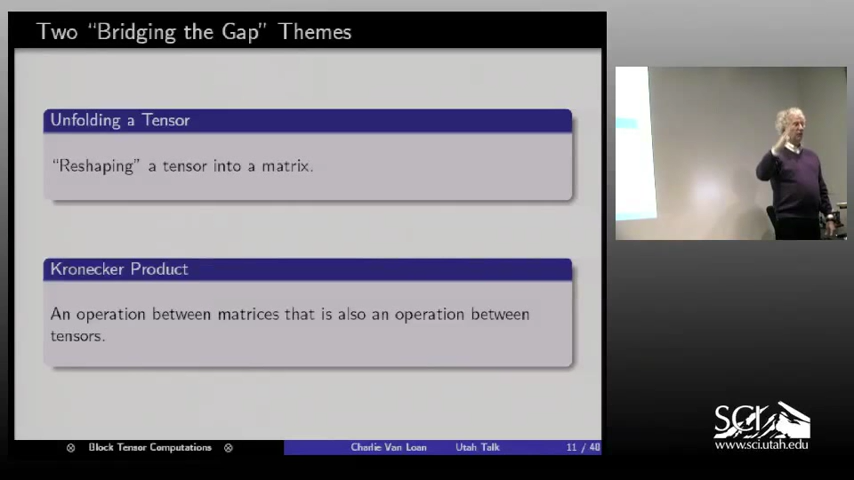 Two “Bridging the Gap” Themes
Unfolding a Tensor
“Reshaping” a tensor into a matrix.
Kronecker Product
An operation between matrices that is also an operation between
tensors.
⊗ Block Tensor Computations ⊗ Charlie Van Loan Utah Talk 11 / 40
SCI
www.sci.utah.edu